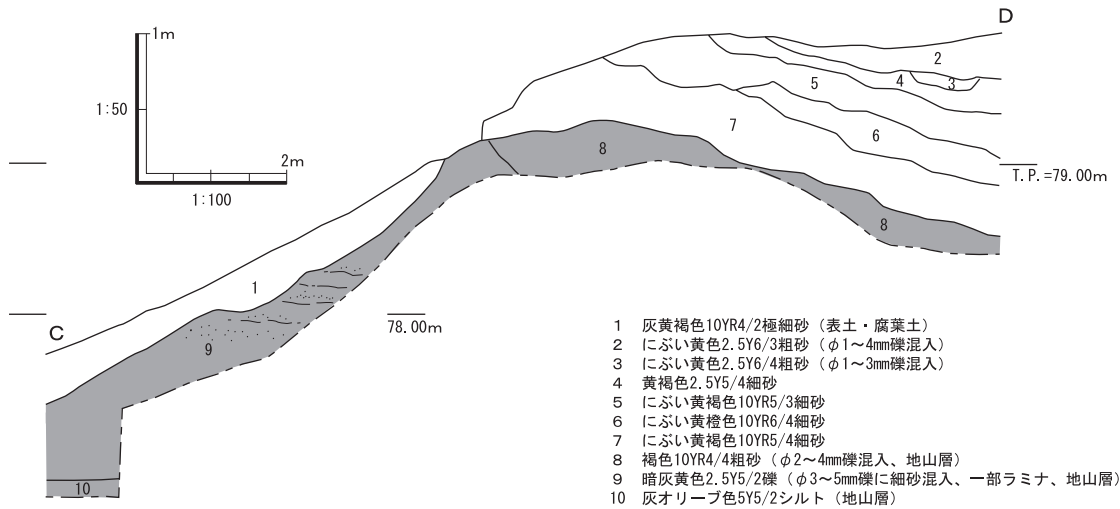 D
1m
1:50
2m
1:100
2
3
4
5
6
7
8
8
T.P.=79.00m
1
78.00m
C
9
10
1 灰黄褐色10YR4/2極細砂（表土・腐葉土）
2 にぶい黄色2.5Y6/3粗砂（φ1～4mm礫混入）
3 にぶい黄色2.5Y6/4粗砂（φ1～3mm礫混入）
4 黄褐色2.5Y5/4細砂
5 にぶい黄褐色10YR5/3細砂
6 にぶい黄橙色10YR6/4細砂
7 にぶい黄褐色10YR5/4細砂
8 褐色10YR4/4粗砂（φ2～4mm礫混入、地山層）
9 暗灰黄色2.5Y5/2礫（φ3～5mm礫に細砂混入、一部ラミナ、地山層）
10 灰オリーブ色5Y5/2シルト（地山層）